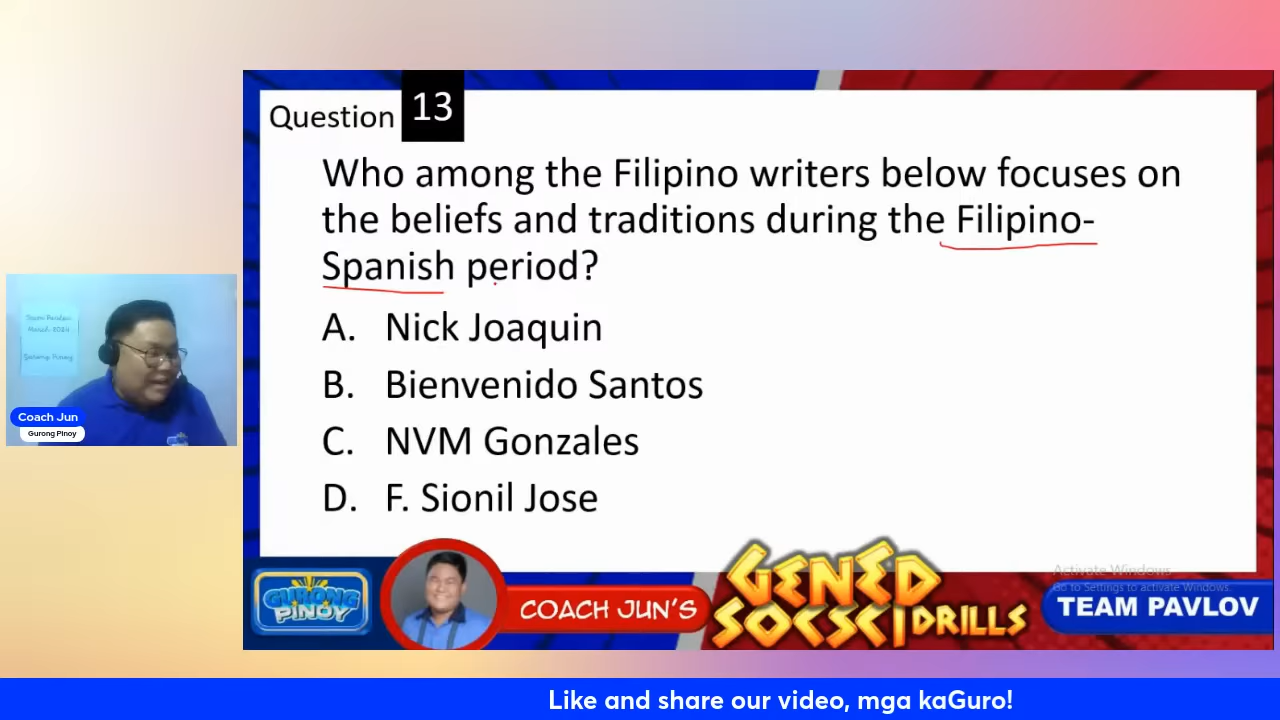 Question 13
Who among the Filipino writers below focuses on
the beliefs and traditions during the Filipino-
Spanish period?
A. Nick Joaquin
B. Bienvenido Santos
C. NVM Gonzales
D. F. Sionil Jose
Coach Jun
Gurong Pinoy
GURONG
PINOY
COACH JUN'S
GENED
SOCSCI DRILLS
Activate Windows
Go to Settings to activate Windows.
TEAM PAVLOV
Like and share our video, mga kaGuro!